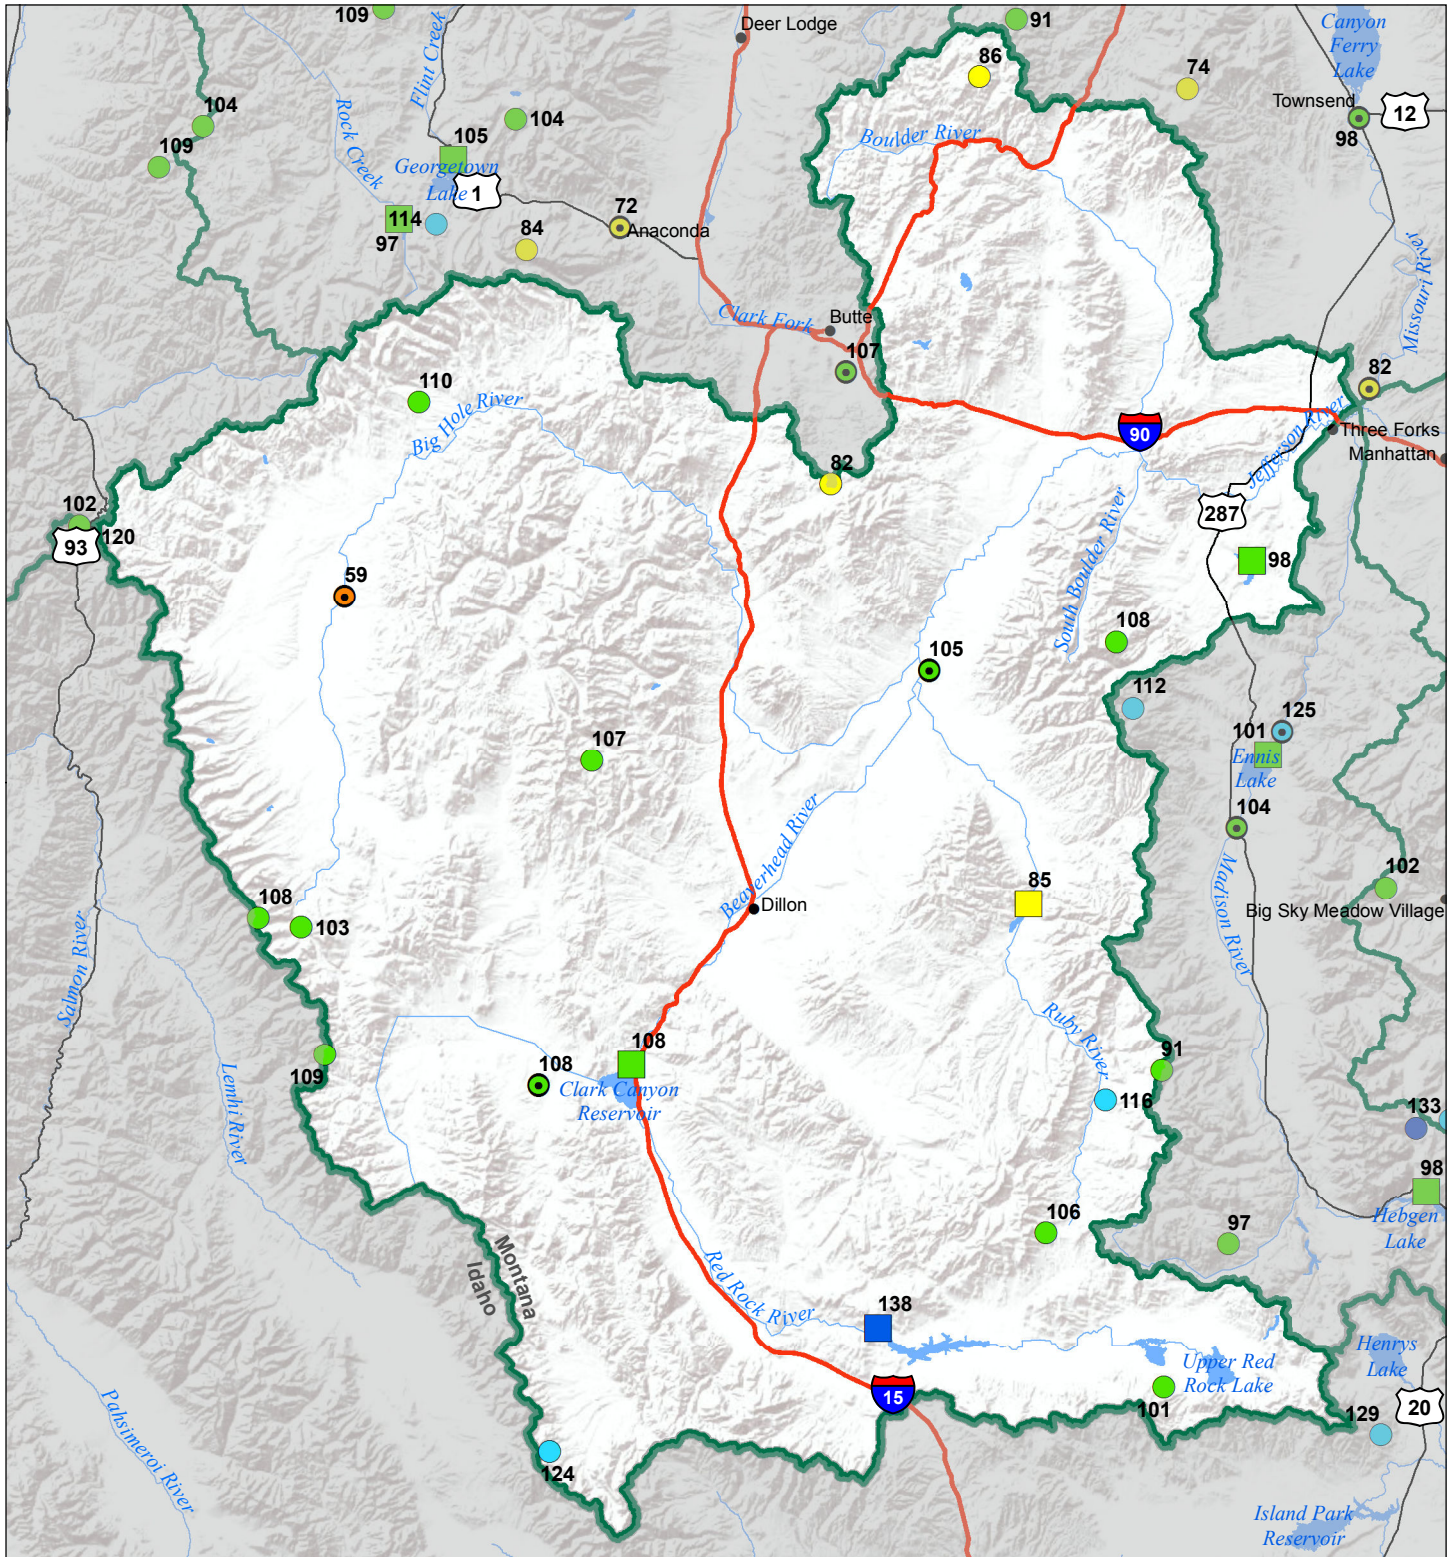 109
Deer Lodge
91
Canyon
Ferry
Lake
Flint Creek
86
74
Townsend
12
98
104
109
Rock Creek
105
104
Georgetown
Lake
1
Boulder River
114
97
84
72
Anaconda
Missouri River
Clark Fork
Butte
107
82
110
Big Hole River
90
Jefferson River
Three Forks
Manhattan
82
102
120
93
287
98
59
South Boulder River
108
105
112
125
101
Ennis
Lake
107
104
Beaverhead River
Madison River
102
85
Dillon
Big Sky Meadow Village
108
103
Salmon River
Ruby River
108
91
109
108
Clark Canyon
Reservoir
116
Lemhi River
133
98
Hebgen
Lake
106
97
Montana
Idaho
Red Rock River
138
Henrys
Lake
Upper Red
Rock Lake
15
101
20
129
Pahsimeroi River
124
Island Park
Reservoir